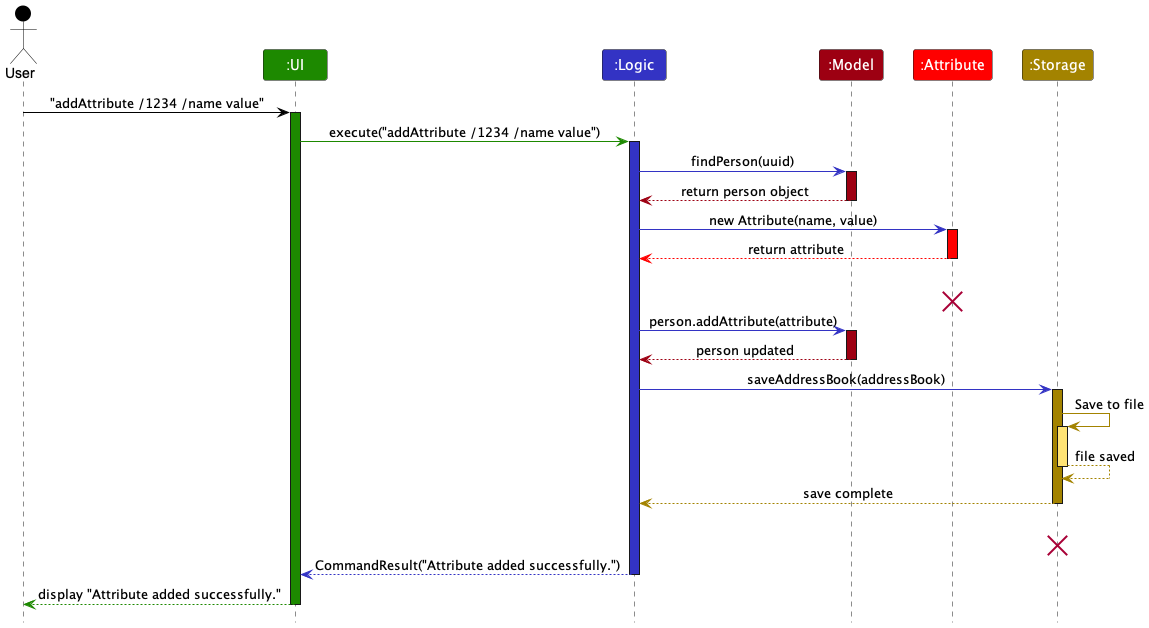 User
:UI
:Logic
:Model
:Attribute
:Storage
"addAttribute /1234 /name value"
execute("addAttribute /1234 /name value")
findPerson(uuid)
return person object
new Attribute(name, value)
return attribute
person.addAttribute(attribute)
person updated
saveAddressBook(addressBook)
Save to file
file saved
save complete
CommandResult("Attribute added successfully.")
display "Attribute added successfully."